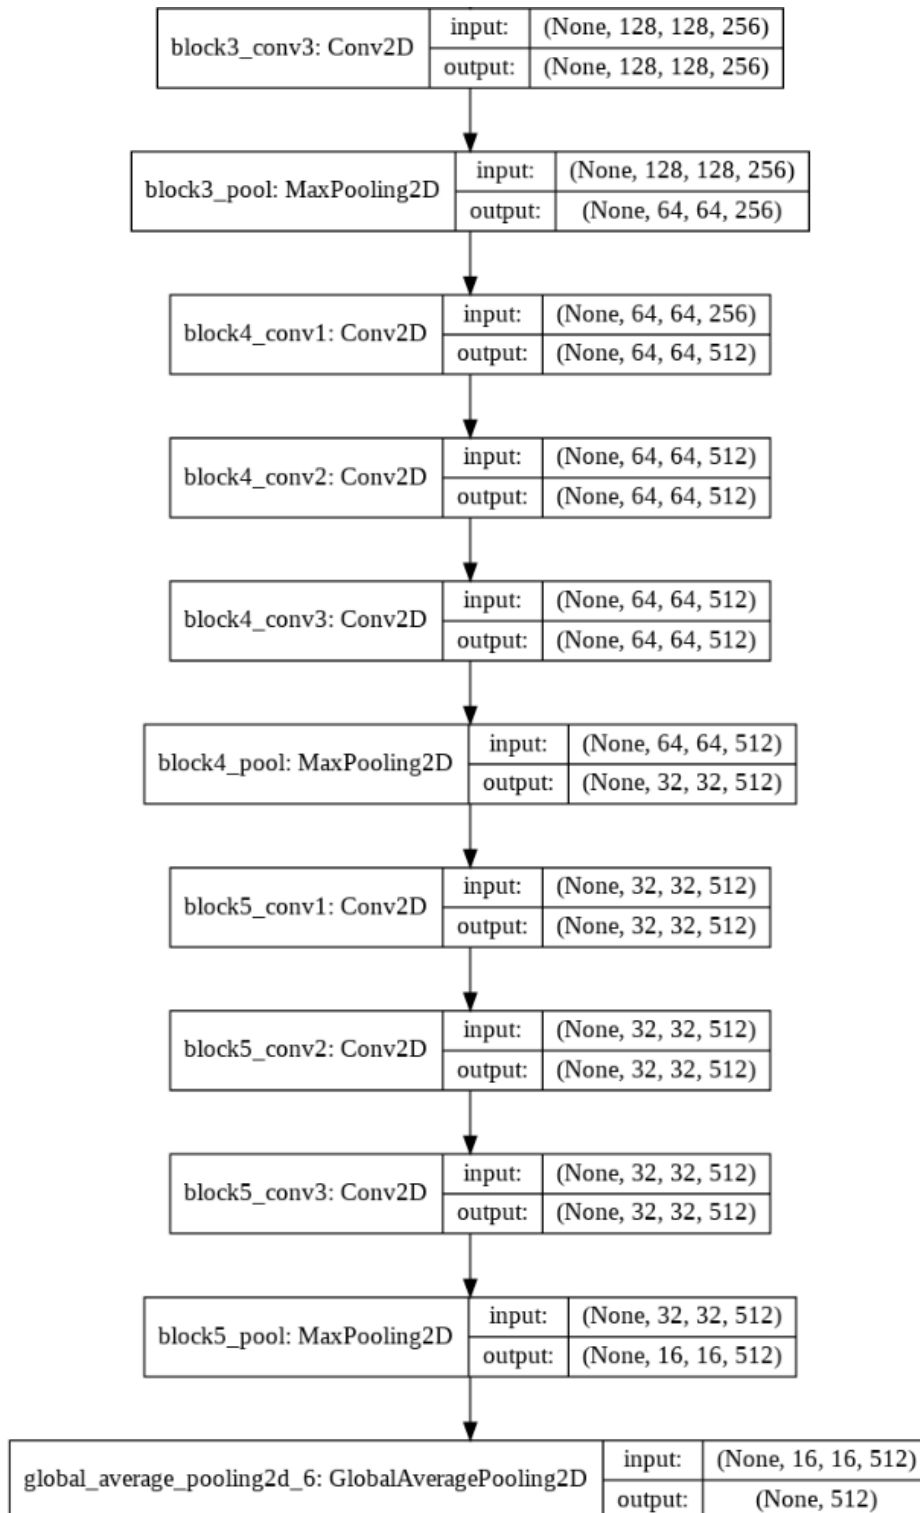 block3_conv3: Conv2D
input: (None, 128, 128, 256)
output: (None, 128, 128, 256)
block3_pool: MaxPooling2D
input: (None, 128, 128, 256)
output: (None, 64, 64, 256)
block4_conv1: Conv2D
input: (None, 64, 64, 256)
output: (None, 64, 64, 512)
block4_conv2: Conv2D
input: (None, 64, 64, 512)
output: (None, 64, 64, 512)
block4_conv3: Conv2D
input: (None, 64, 64, 512)
output: (None, 64, 64, 512)
block4_pool: MaxPooling2D
input: (None, 64, 64, 512)
output: (None, 32, 32, 512)
block5_conv1: Conv2D
input: (None, 32, 32, 512)
output: (None, 32, 32, 512)
block5_conv2: Conv2D
input: (None, 32, 32, 512)
output: (None, 32, 32, 512)
block5_conv3: Conv2D
input: (None, 32, 32, 512)
output: (None, 32, 32, 512)
block5_pool: MaxPooling2D
input: (None, 32, 32, 512)
output: (None, 16, 16, 512)
global_average_pooling2d_6: GlobalAveragePooling2D
input: (None, 16, 16, 512)
output: (None, 512)